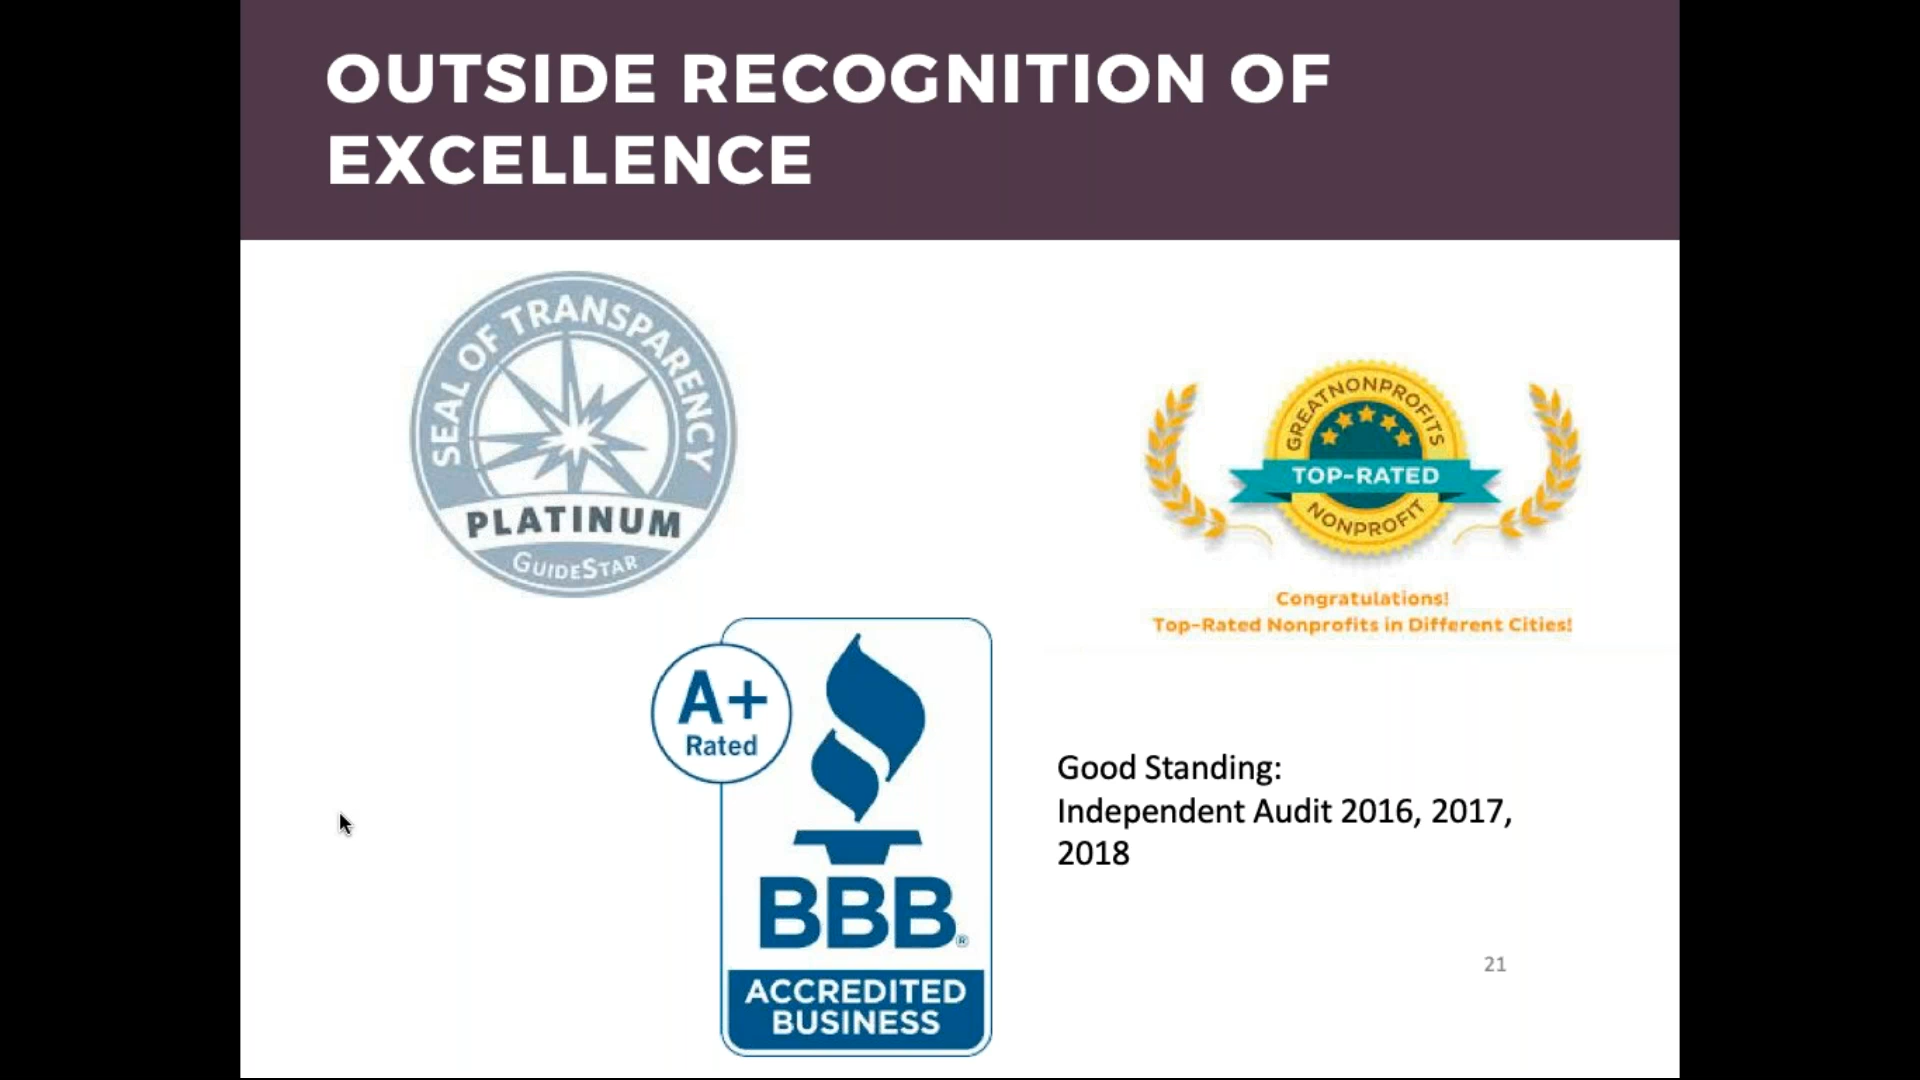 OUTSIDE RECOGNITION OF
EXCELLENCE
SEAL OF TRANSPARENCY
PLATINUM
GUIDESTAR
GREATNONPROFITS
TOP-RATED
NONPROFIT
Congratulations!
Top-Rated Nonprofits in Different Cities!
A+
Rated
BBB®
ACCREDITED
BUSINESS
Good Standing:
Independent Audit 2016, 2017,
2018
21